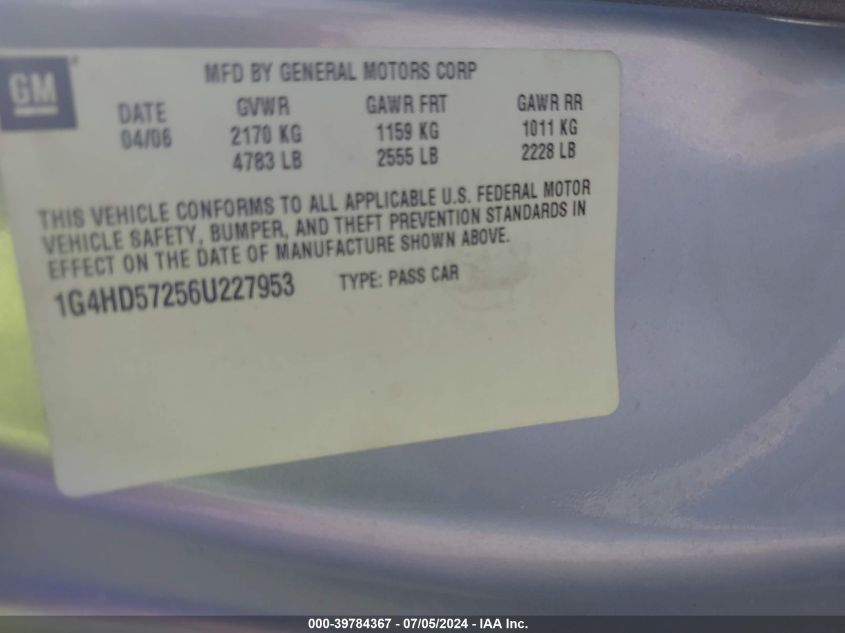 GM
MFD BY GENERAL MOTORS CORP
DATE GVWR GAWR FRT GAWR RR
04/06 2170 KG 1159 KG 1011 KG
4783 LB 2555 LB 2228 LB
THIS VEHICLE CONFORMS TO ALL APPLICABLE U.S. FEDERAL MOTOR
VEHICLE SAFETY, BUMPER, AND THEFT PREVENTION STANDARDS IN
EFFECT ON THE DATE OF MANUFACTURE SHOWN ABOVE.
1G4HD57256U227953 TYPE: PASS CAR
000-39784367 - 07/05/2024 - IAA Inc.